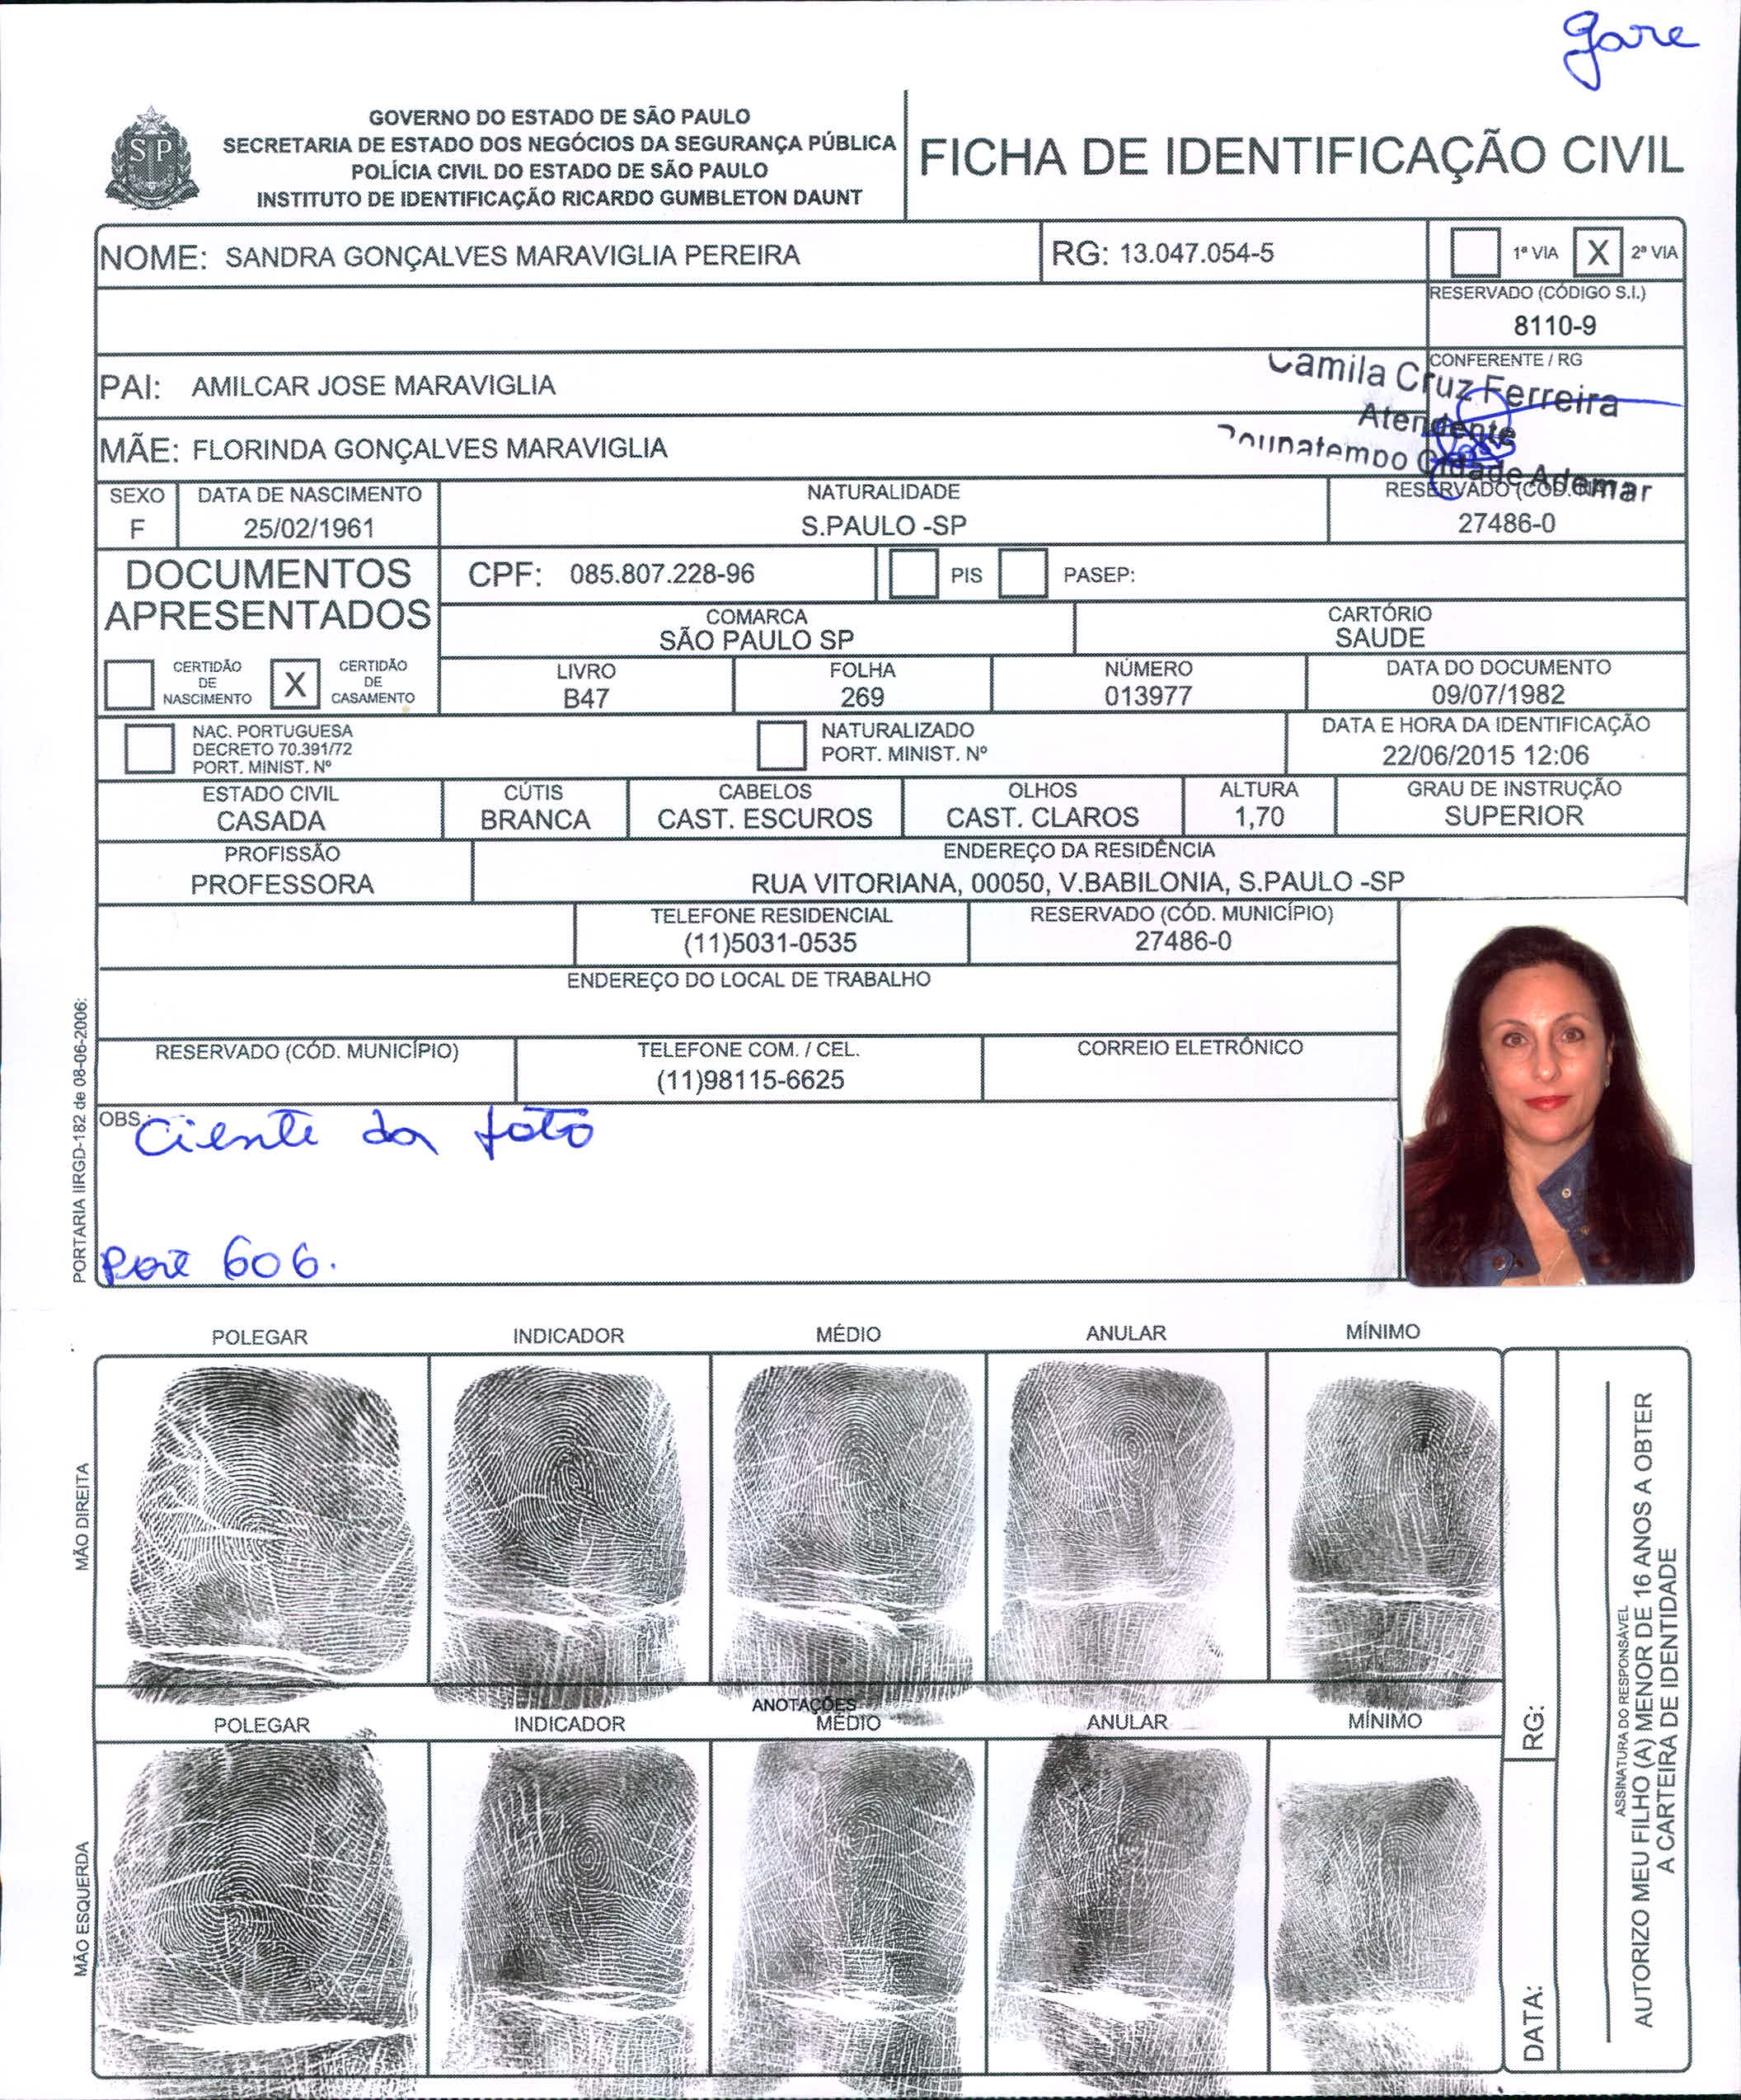 gare
GOVERNO DO ESTADO DE SÃO PAULO
SECRETARIA DE ESTADO DOS NEGÓCIOS DA SEGURANÇA PÚBLICA
POLÍCIA CIVIL DO ESTADO DE SÃO PAULO
INSTITUTO DE IDENTIFICAÇÃO RICARDO GUMBLETON DAUNT
SP
FICHA DE IDENTIFICAÇÃO CIVIL
NOME: SANDRA GONÇALVES MARAVIGLIA PEREIRA
RG: 13.047.054-5
1ª VIA X 2ª VIA
RESERVADO (CÓDIGO S.I.)
8110-9
PAI: AMILCAR JOSE MARAVIGLIA
CONFERENTE / RG
Camila Cruz Ferreira
Atendente
Poupatempo Cidade Ademar
MÃE: FLORINDA GONÇALVES MARAVIGLIA
SEXO
F
DATA DE NASCIMENTO
25/02/1961
NATURALIDADE
S.PAULO -SP
RESERVADO (CÓD.
27486-0
DOCUMENTOS
APRESENTADOS
CPF: 085.807.228-96
PIS PASEP:
COMARCA
SÃO PAULO SP
CARTÓRIO
SAUDE
CERTIDÃO
DE
NASCIMENTO
X
CERTIDÃO
DE
CASAMENTO
LIVRO
B47
FOLHA
269
NÚMERO
013977
DATA DO DOCUMENTO
09/07/1982
NAC. PORTUGUESA
DECRETO 70.391/72
PORT. MINIST. Nº
NATURALIZADO
PORT. MINIST. Nº
DATA E HORA DA IDENTIFICAÇÃO
22/06/2015 12:06
ESTADO CIVIL
CASADA
CÚTIS
BRANCA
CABELOS
CAST. ESCUROS
OLHOS
CAST. CLAROS
ALTURA
1,70
GRAU DE INSTRUÇÃO
SUPERIOR
PROFISSÃO
PROFESSORA
ENDEREÇO DA RESIDÊNCIA
RUA VITORIANA, 00050, V.BABILONIA, S.PAULO -SP
TELEFONE RESIDENCIAL
(11)5031-0535
RESERVADO (CÓD. MUNICÍPIO)
27486-0
ENDEREÇO DO LOCAL DE TRABALHO
RESERVADO (CÓD. MUNICÍPIO)
TELEFONE COM. / CEL.
(11)98115-6625
CORREIO ELETRÔNICO
OBS:
Ciente da foto
606.
PORTARIA IIRGD-182 de 08-06-2006:
POLEGAR INDICADOR MÉDIO ANULAR MÍNIMO
MÃO DIREITA
ANOTAÇÕES
POLEGAR INDICADOR MÉDIO ANULAR MÍNIMO
MÃO ESQUERDA
RG:
DATA:
ASSINATURA DO RESPONSÁVEL
AUTORIZO MEU FILHO (A) MENOR DE 16 ANOS A OBTER
A CARTEIRA DE IDENTIDADE